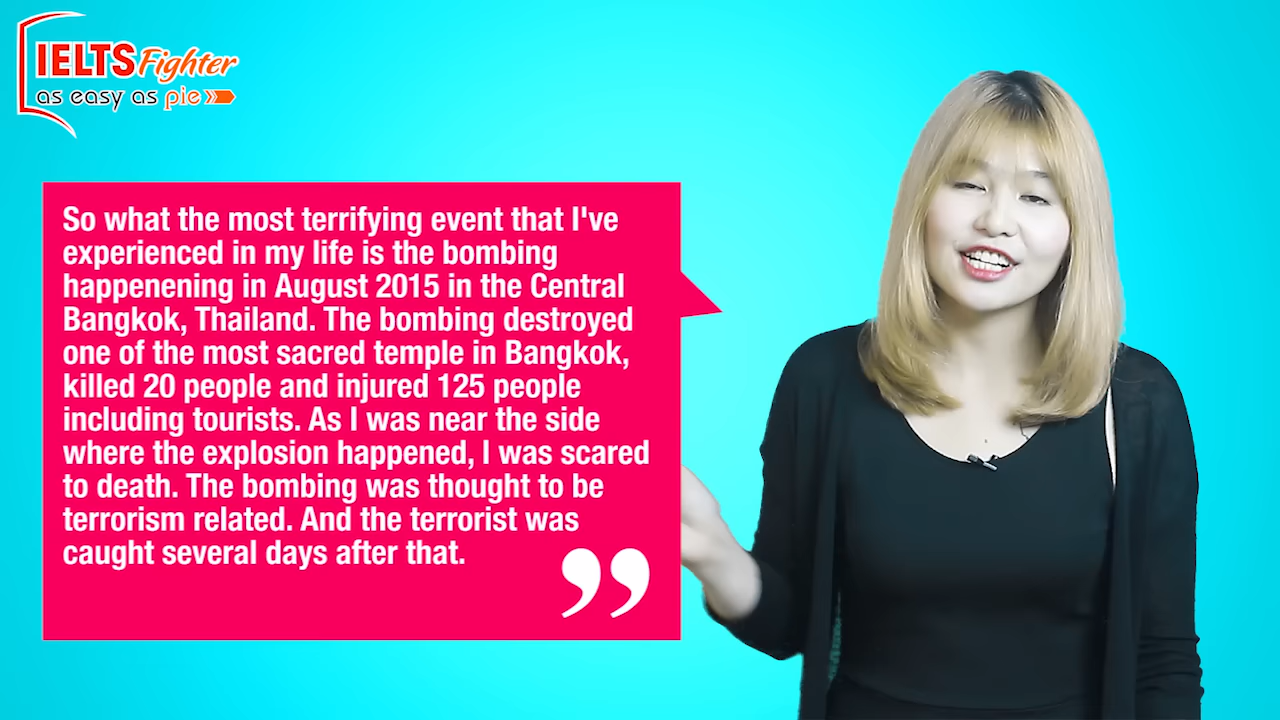 IELTS Fighter
as easy as pie
So what the most terrifying event that I've
experienced in my life is the bombing
happenening in August 2015 in the Central
Bangkok, Thailand. The bombing destroyed
one of the most sacred temple in Bangkok,
killed 20 people and injured 125 people
including tourists. As I was near the side
where the explosion happened, I was scared
to death. The bombing was thought to be
terrorism related. And the terrorist was
caught several days after that.
”